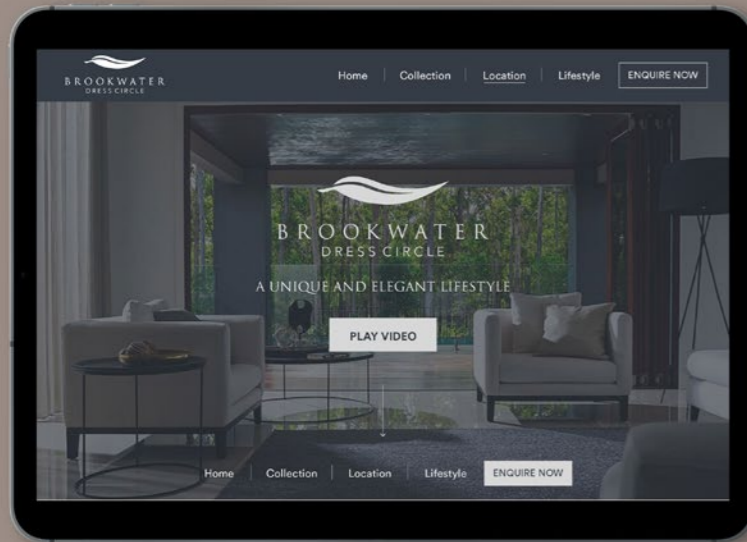 BROOKWATER
DRESS CIRCLE
Home
Collection
Location
Lifestyle
ENQUIRE NOW
BROOKWATER
DRESS CIRCLE
A UNIQUE AND ELEGANT LIFESTYLE
PLAY VIDEO
Home
Collection
Location
Lifestyle
ENQUIRE NOW